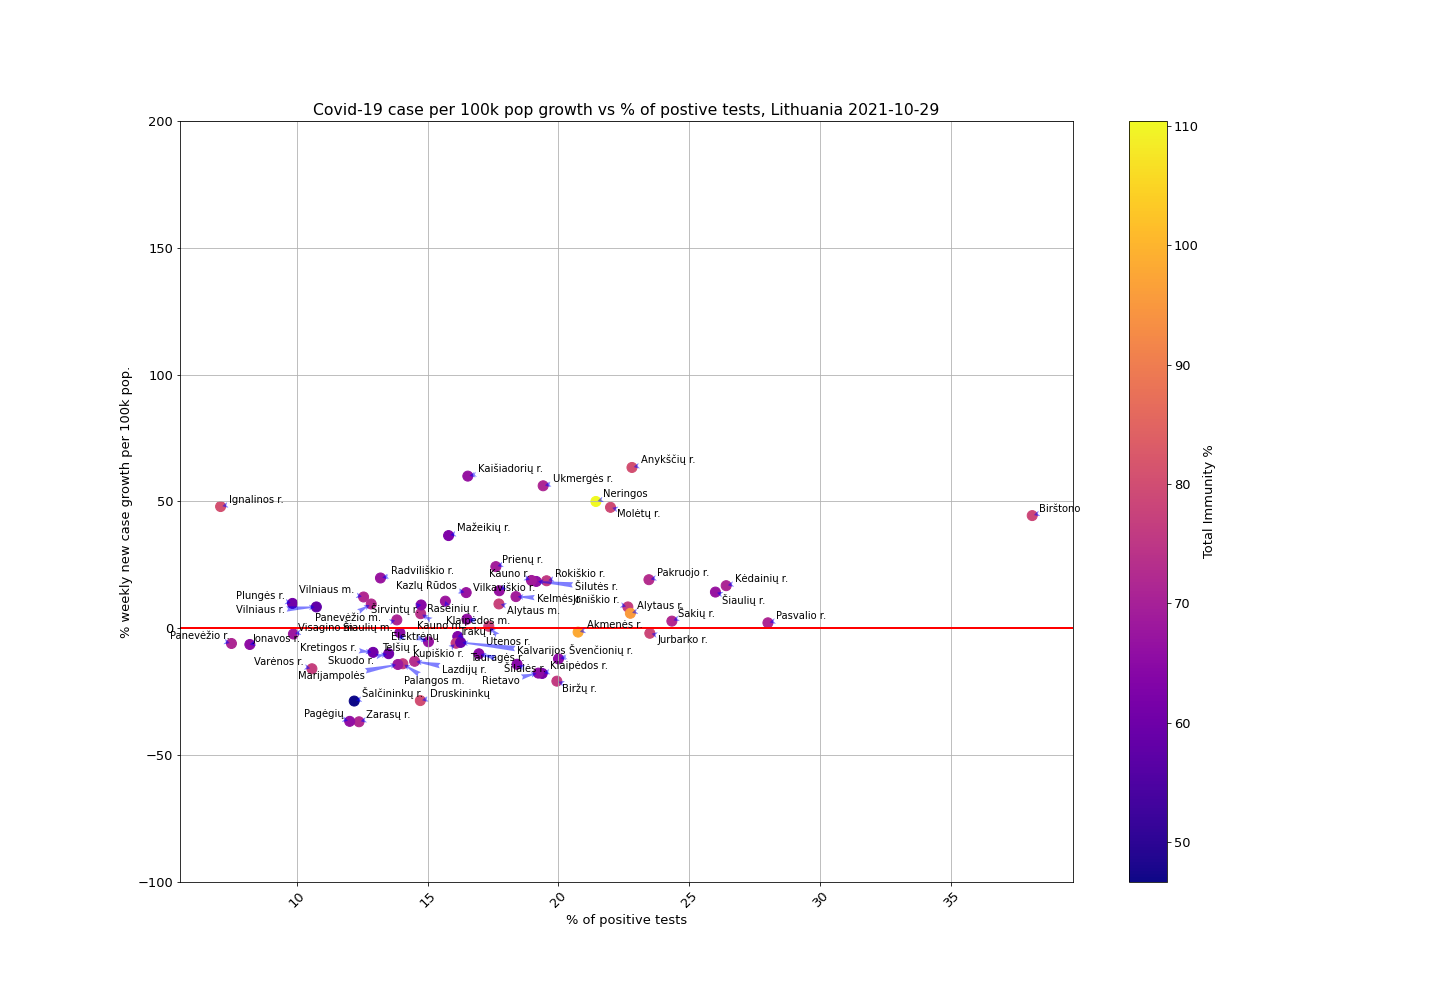 Covid-19 case per 100k pop growth vs % of postive tests, Lithuania 2021-10-29
200
150
100
50
0
−50
−100
% weekly new case growth per 100k pop.
10
15
20
25
30
35
% of positive tests
110
100
90
80
70
60
50
Total Immunity %
Anykščių r.
Kaišiadorių r.
Ukmergės r.
Neringos
Ignalinos r.
Molėtų r.
Birštono
Mažeikių r.
Prienų r.
Radviliškio r.
Kauno r.
Rokiškio r.
Pakruojo r.
Kėdainių r.
Vilniaus m.
Kazlų Rūdos
Vilkaviškio r.
Šilutės r.
Plungės r.
Kelmės r.
Joniškio r.
Šiaulių r.
Vilniaus r.
Širvintų r.
Raseinių r.
Alytaus m.
Alytaus r.
Panevėžio m.
Klaipėdos m.
Šakių r.
Pasvalio r.
Kauno m.
Akmenės r.
Visagino m.
Šiaulių m.
Trakų r.
Panevėžio r.
Jonavos r.
Elektrėnų
Utenos r.
Jurbarko r.
Kretingos r.
Telšių r.
Kalvarijos
Švenčionių r.
Kupiškio r.
Tauragės r.
Varėnos r.
Skuodo r.
Lazdijų r.
Šilalės r.
Klaipėdos r.
Marijampolės
Palangos m.
Rietavo
Biržų r.
Šalčininkų r.
Druskininkų
Pagėgių
Zarasų r.